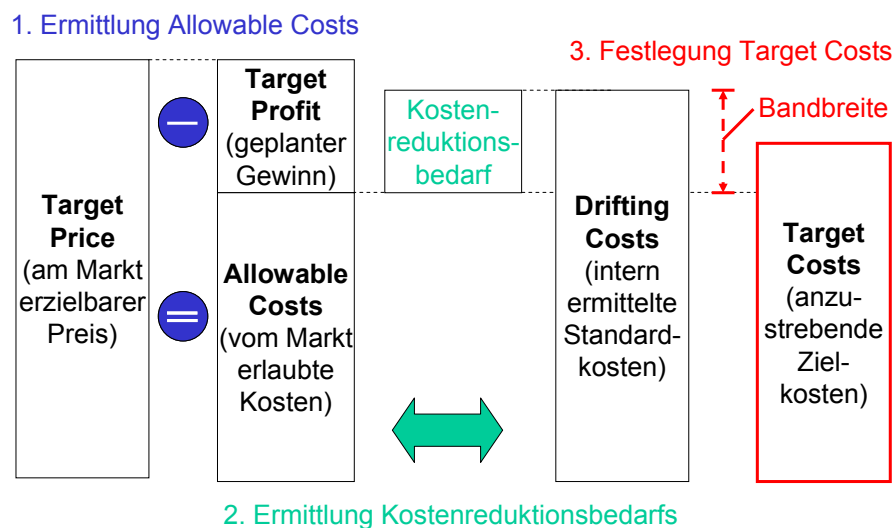 1. Ermittlung Allowable Costs
3. Festlegung Target Costs
Target
Price
(am Markt
erzielbarer
Preis)
Target
Profit
(geplanter
Gewinn)
Allowable
Costs
(vom Markt
erlaubte
Kosten)
Kosten-
reduktions-
bedarf
Drifting
Costs
(intern
ermittelte
Standard-
kosten)
Bandbreite
Target
Costs
(anzu-
strebende
Ziel-
kosten)
2. Ermittlung Kostenreduktionsbedarfs